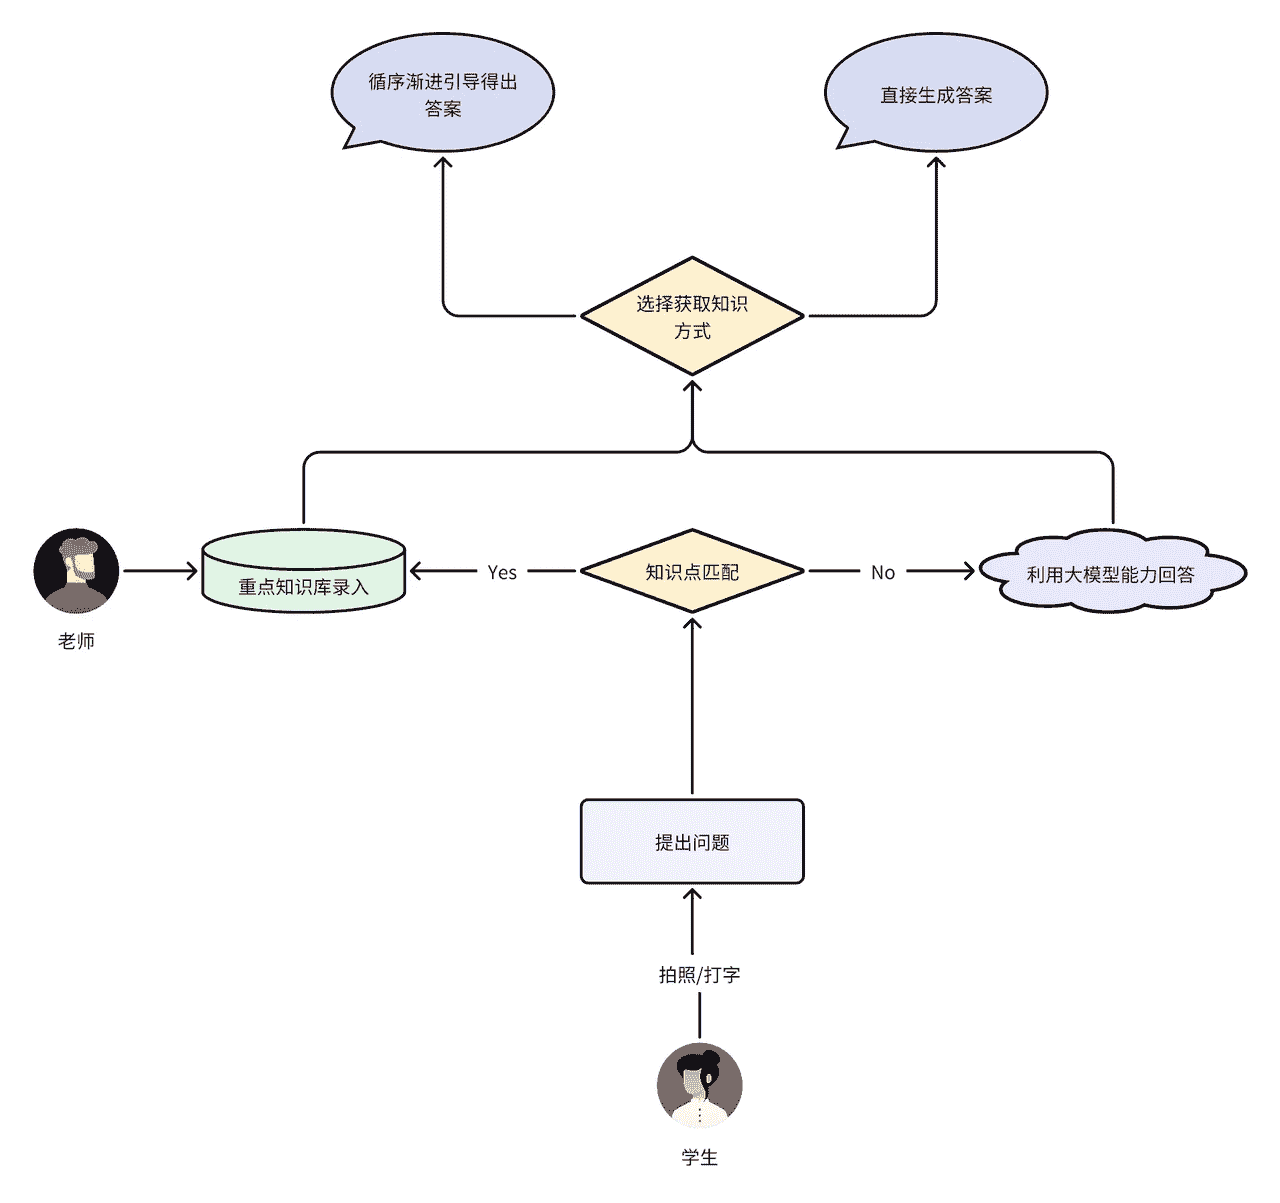 循序渐进引导得出
答案
直接生成答案
选择获取知识
方式
重点知识库录入
Yes
知识点匹配
No
利用大模型能力回答
老师
提出问题
拍照/打字
学生